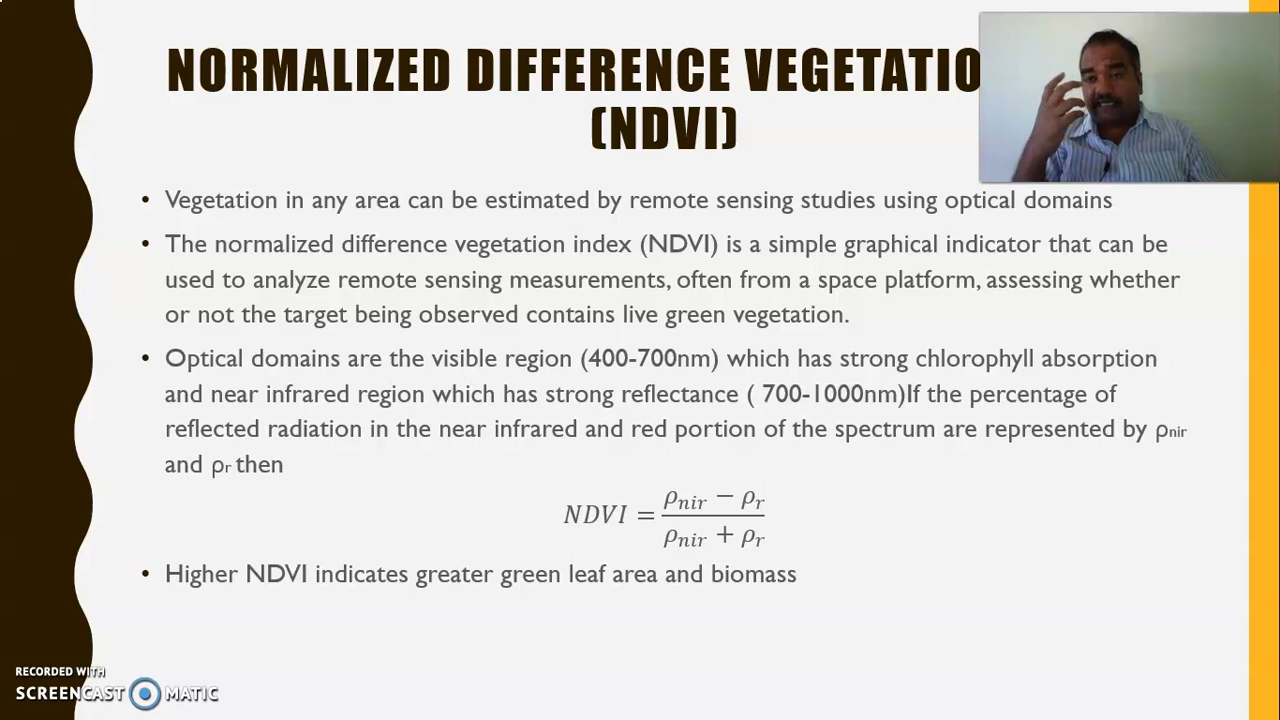 NORMALIZED DIFFERENCE VEGETATIO
(NDVI)
• Vegetation in any area can be estimated by remote sensing studies using optical domains
• The normalized difference vegetation index (NDVI) is a simple graphical indicator that can be
used to analyze remote sensing measurements, often from a space platform, assessing whether
or not the target being observed contains live green vegetation.
• Optical domains are the visible region (400-700nm) which has strong chlorophyll absorption
and near infrared region which has strong reflectance ( 700-1000nm)If the percentage of
reflected radiation in the near infrared and red portion of the spectrum are represented by ρnir
and ρr then
NDVI = (ρnir − ρr) / (ρnir + ρr)
• Higher NDVI indicates greater green leaf area and biomass
RECORDED WITH
SCREENCAST MATIC